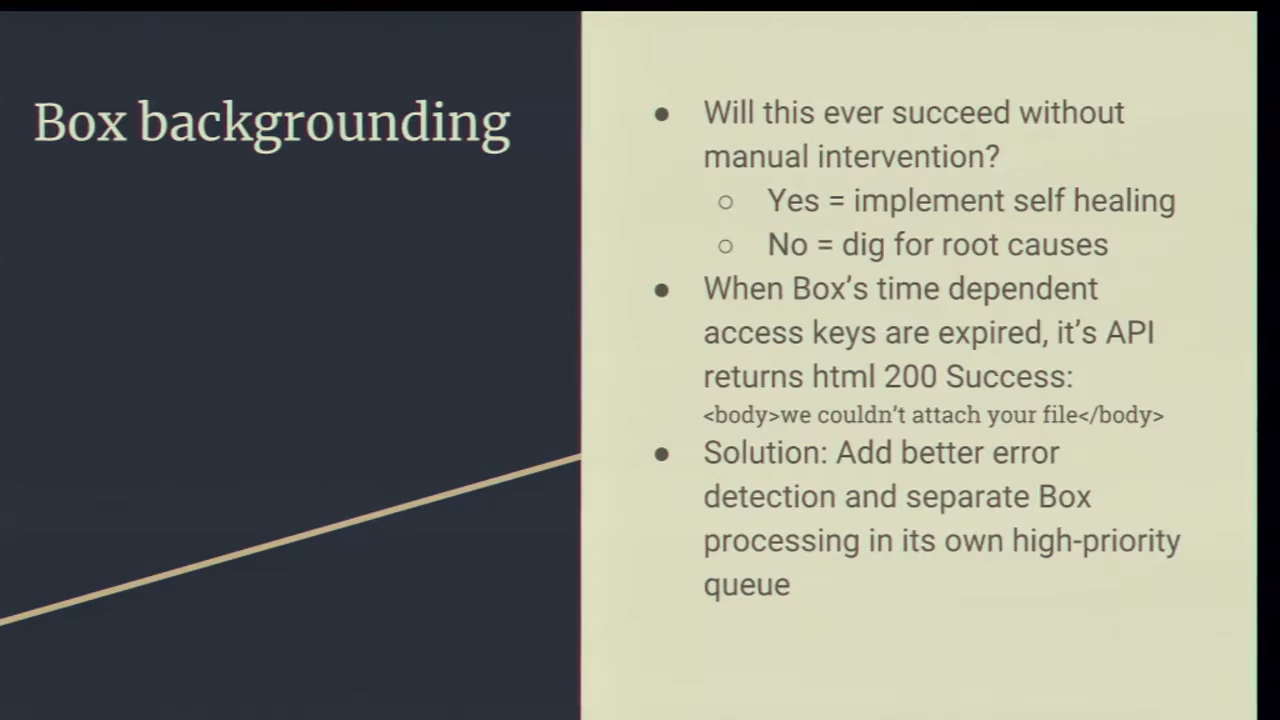 Box backgrounding
● Will this ever succeed without
manual intervention?
○ Yes = implement self healing
○ No = dig for root causes
● When Box’s time dependent
access keys are expired, it’s API
returns html 200 Success:
<body>we couldn’t attach your file</body>
● Solution: Add better error
detection and separate Box
processing in its own high-priority
queue